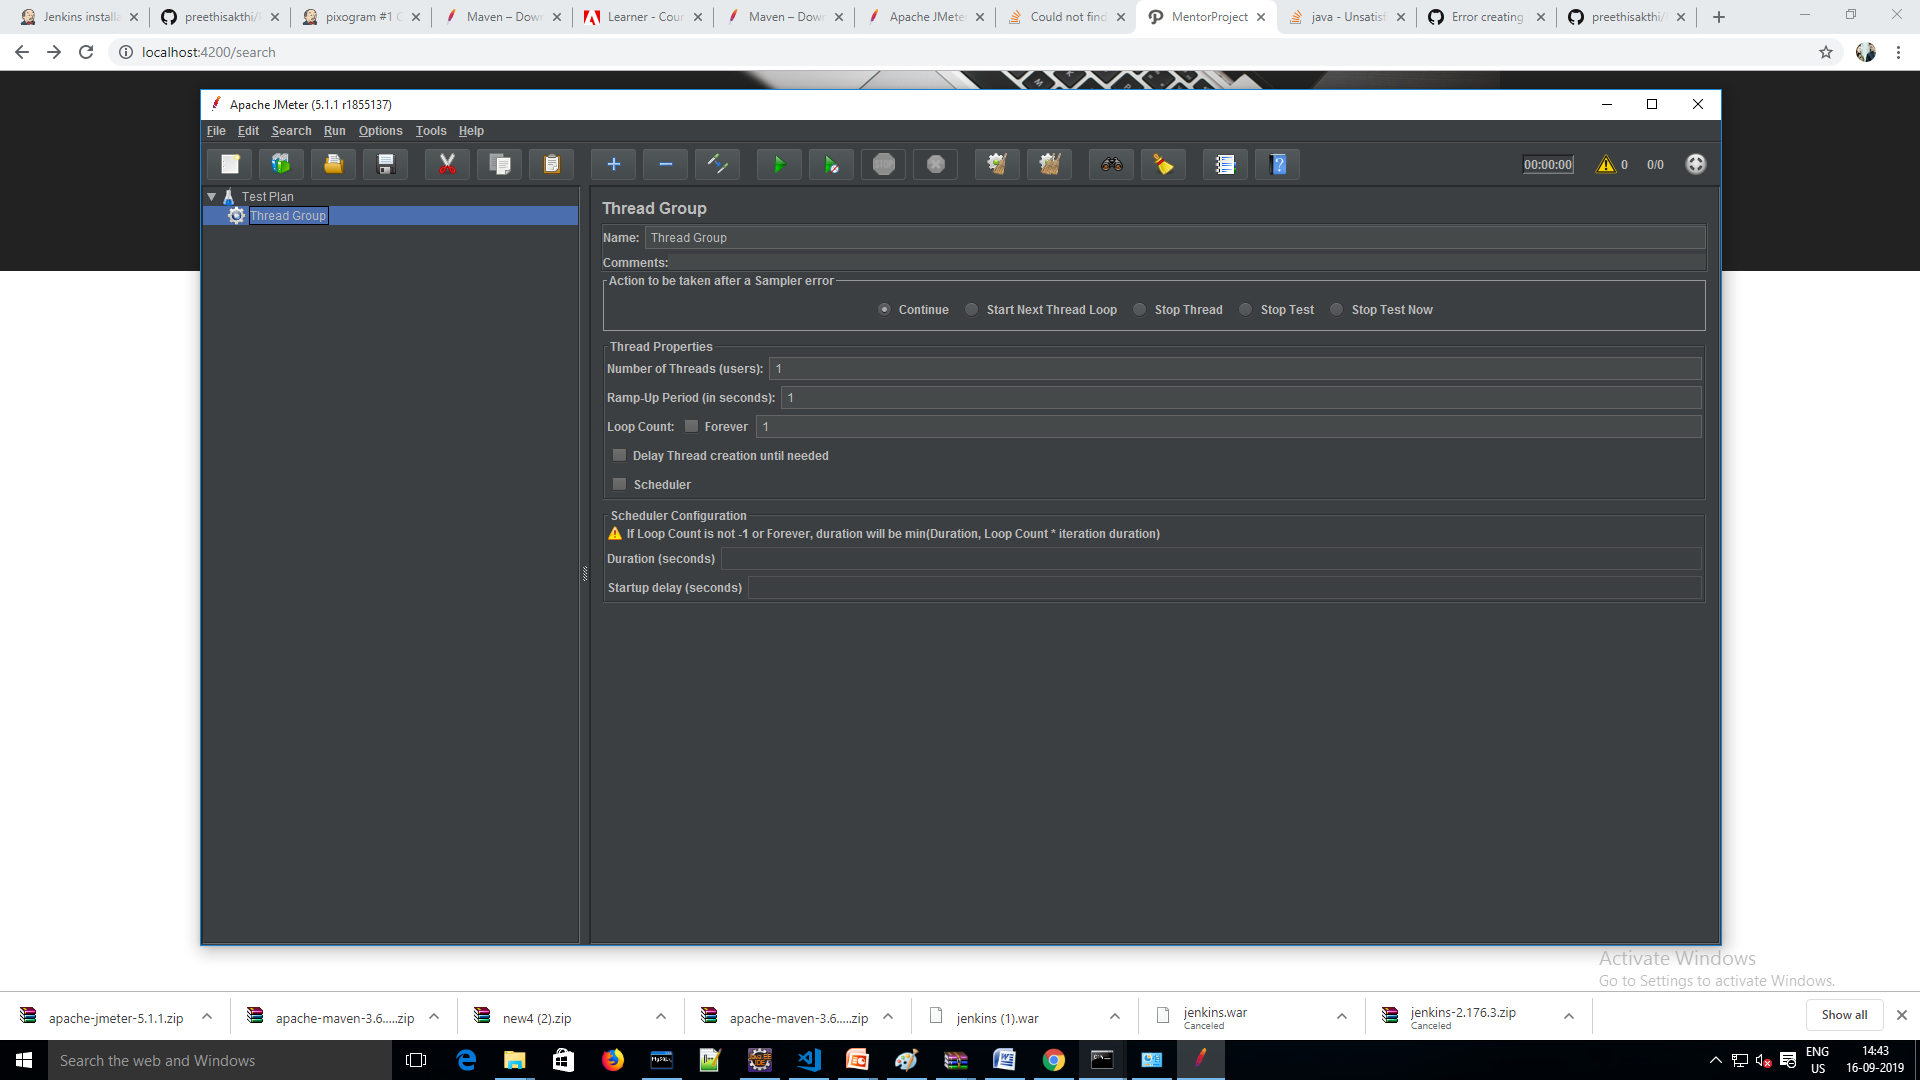 Jenkins install
preethisakthi/
pixogram #1 C
Maven – Dow
Learner - Cour
Maven – Dow
Apache JMete
Could not find
MentorProject
java - Unsatisf
Error creating
preethisakthi/
localhost:4200/search
Apache JMeter (5.1.1 r1855137)
File Edit Search Run Options Tools Help
00:00:00 0 0/0
Test Plan
Thread Group
Thread Group
Name: Thread Group
Comments:
Action to be taken after a Sampler error
Continue Start Next Thread Loop Stop Thread Stop Test Stop Test Now
Thread Properties
Number of Threads (users): 1
Ramp-Up Period (in seconds): 1
Loop Count: Forever 1
Delay Thread creation until needed
Scheduler
Scheduler Configuration
If Loop Count is not -1 or Forever, duration will be min(Duration, Loop Count * iteration duration)
Duration (seconds)
Startup delay (seconds)
Activate Windows
Go to Settings to activate Windows.
apache-jmeter-5.1.1.zip
apache-maven-3.6.....zip
new4 (2).zip
apache-maven-3.6.....zip
jenkins (1).war
jenkins.war
Canceled
jenkins-2.176.3.zip
Canceled
Show all
Search the web and Windows
ENG
US
14:43
16-09-2019